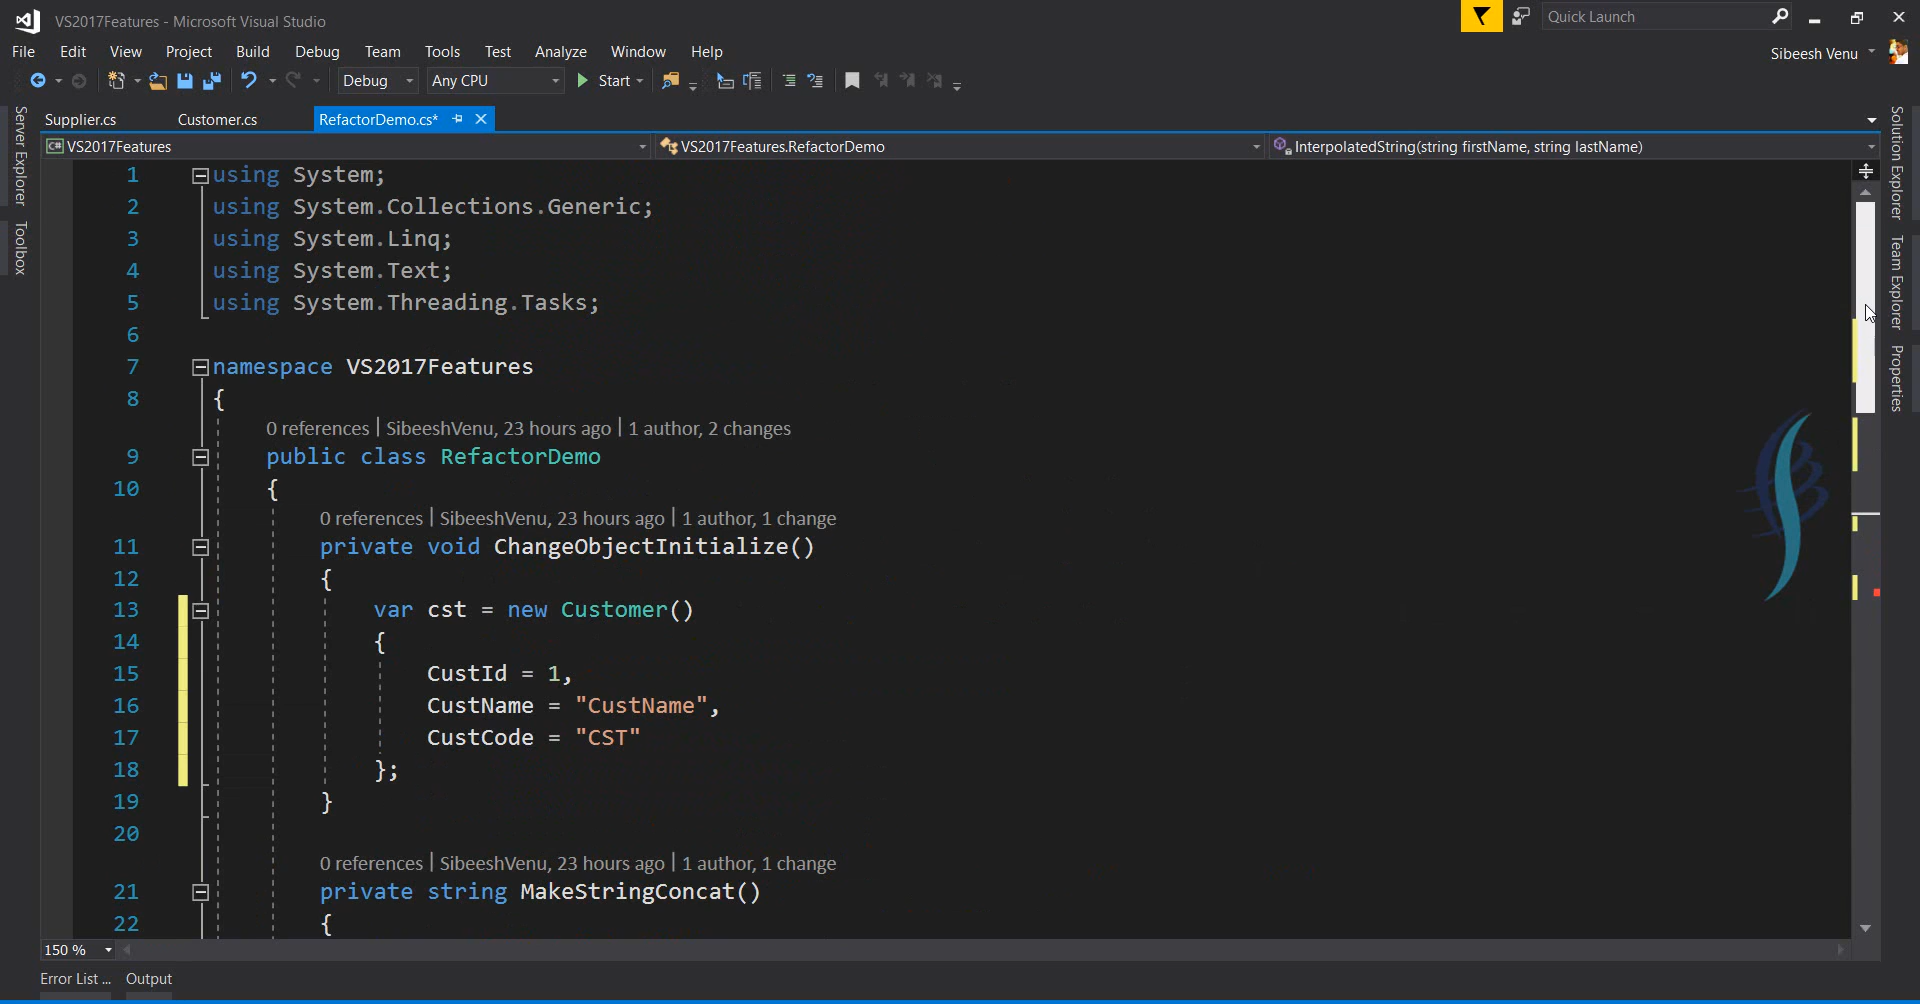 VS2017Features - Microsoft Visual Studio
Quick Launch
File Edit View Project Build Debug Team Tools Test Analyze Window Help
Sibeesh Venu
Debug Any CPU Start
Supplier.cs Customer.cs RefactorDemo.cs*
C# VS2017Features VS2017Features.RefactorDemo InterpolatedString(string firstName, string lastName)
Server Explorer
Toolbox
Solution Explorer
Team Explorer
Properties
1 using System;
2 using System.Collections.Generic;
3 using System.Linq;
4 using System.Text;
5 using System.Threading.Tasks;
6
7 namespace VS2017Features
8 {
0 references | SibeeshVenu, 23 hours ago | 1 author, 2 changes
9 public class RefactorDemo
10 {
0 references | SibeeshVenu, 23 hours ago | 1 author, 1 change
11 private void ChangeObjectInitialize()
12 {
13 var cst = new Customer()
14 {
15 CustId = 1,
16 CustName = "CustName",
17 CustCode = "CST"
18 };
19 }
20
0 references | SibeeshVenu, 23 hours ago | 1 author, 1 change
21 private string MakeStringConcat()
22 {
150 %
Error List ... Output